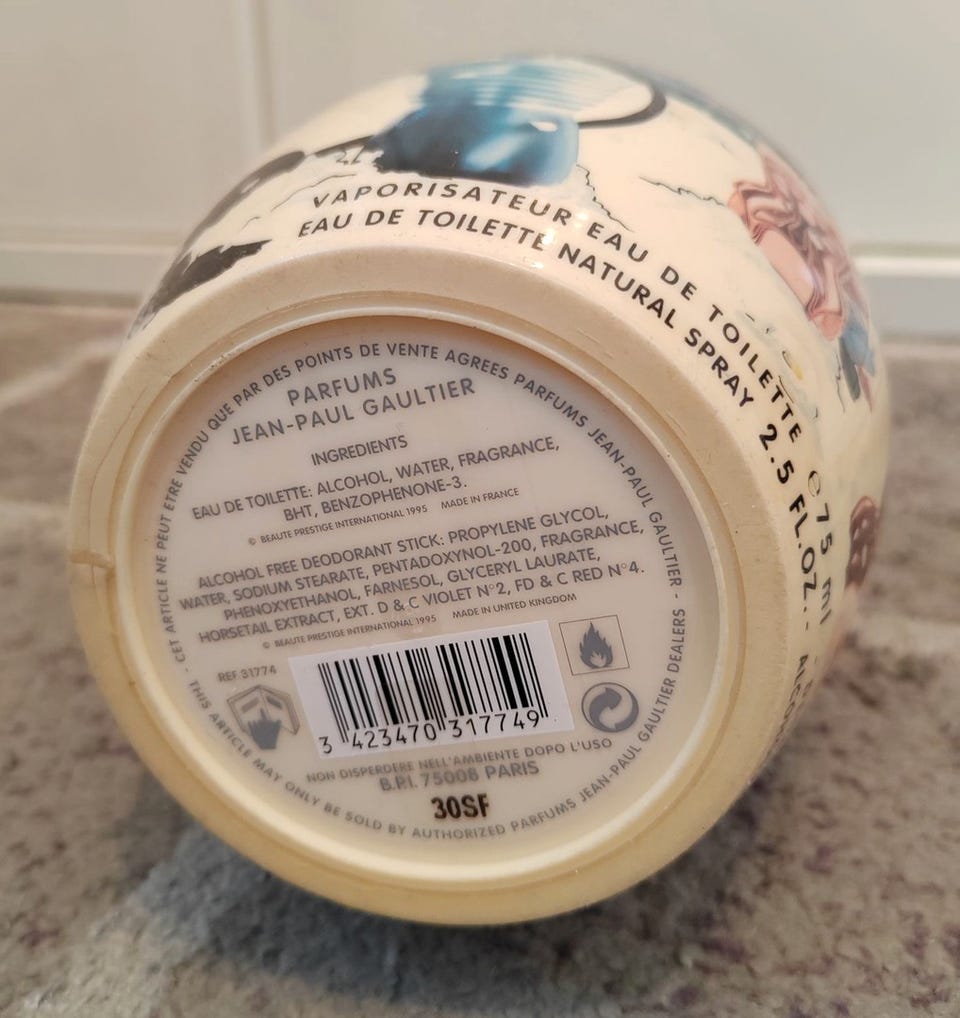 VAPORISATEUR EAU DE TOILETTE ℮ 75 ml
EAU DE TOILETTE NATURAL SPRAY 2.5 FL.OZ.
CET ARTICLE NE PEUT ETRE VENDU QUE PAR DES POINTS DE VENTE AGREES PARFUMS JEAN-PAUL GAULTIER -
PARFUMS
JEAN-PAUL GAULTIER
INGREDIENTS
EAU DE TOILETTE: ALCOHOL, WATER, FRAGRANCE,
BHT, BENZOPHENONE-3.
© BEAUTE PRESTIGE INTERNATIONAL 1995 MADE IN FRANCE
ALCOHOL FREE DEODORANT STICK: PROPYLENE GLYCOL,
WATER, SODIUM STEARATE, PENTADOXYNOL-200, FRAGRANCE,
PHENOXYETHANOL, FARNESOL, GLYCERYL LAURATE,
HORSETAIL EXTRACT, EXT. D & C VIOLET N°2, FD & C RED N°4.
© BEAUTE PRESTIGE INTERNATIONAL 1995 MADE IN UNITED KINGDOM
REF.31774
3 423470 317749
NON DISPERDERE NELL'AMBIENTE DOPO L'USO
B.P.I. 75008 PARIS
30SF
- THIS ARTICLE MAY ONLY BE SOLD BY AUTHORIZED PARFUMS JEAN-PAUL GAULTIER DEALERS -